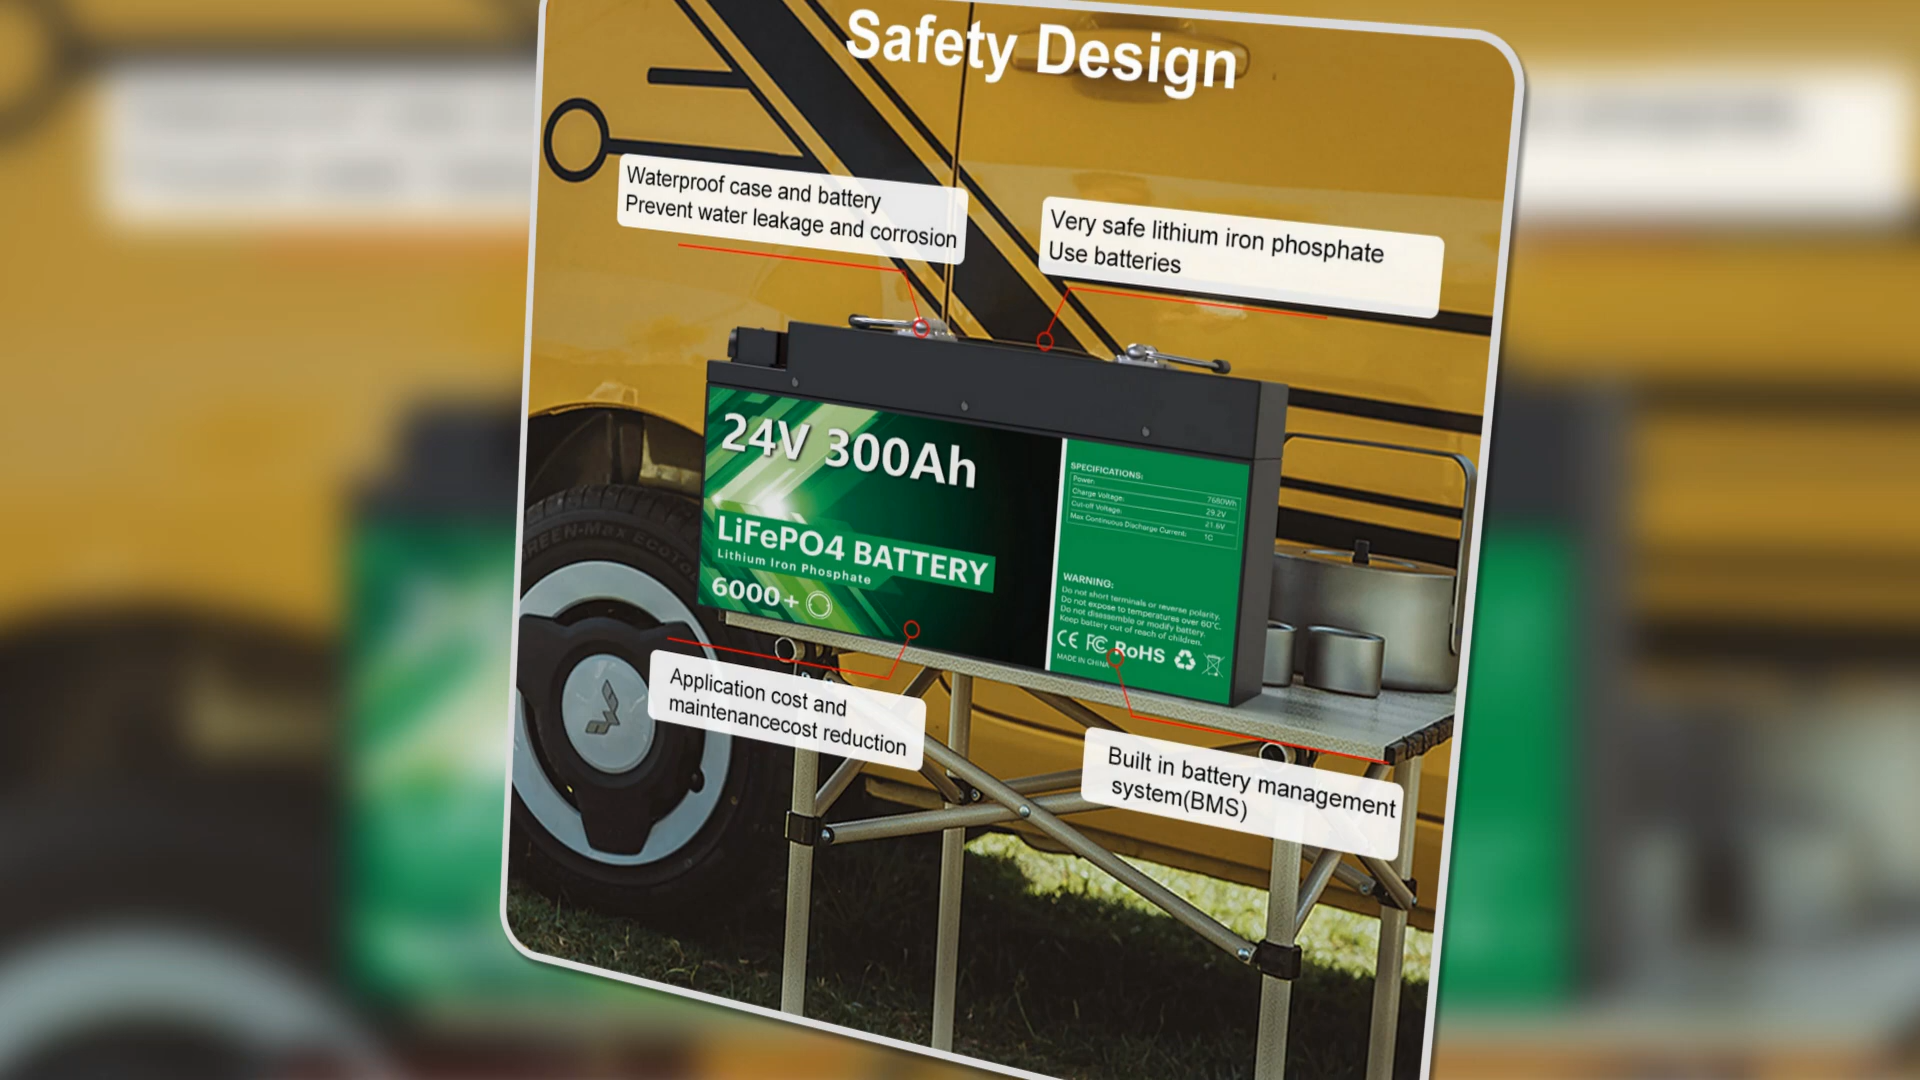 Safety Design
Waterproof case and battery
Prevent water leakage and corrosion
Very safe lithium iron phosphate
Use batteries
24V 300Ah
LiFePO4 BATTERY
Lithium Iron Phosphate
6000+
SPECIFICATIONS:
Power: 7680Wh
Charge Voltage: 29.2V
Cut-off Voltage: 21.6V
Max Continuous Discharge Current: 1C
WARNING:
Do not short terminals or reverse polarity.
Do not expose to temperatures over 60°C.
Do not disassemble or modify battery.
Keep battery out of reach of children.
CE FC RoHS
MADE IN CHINA
Application cost and
maintenancecost reduction
Built in battery management
system(BMS)